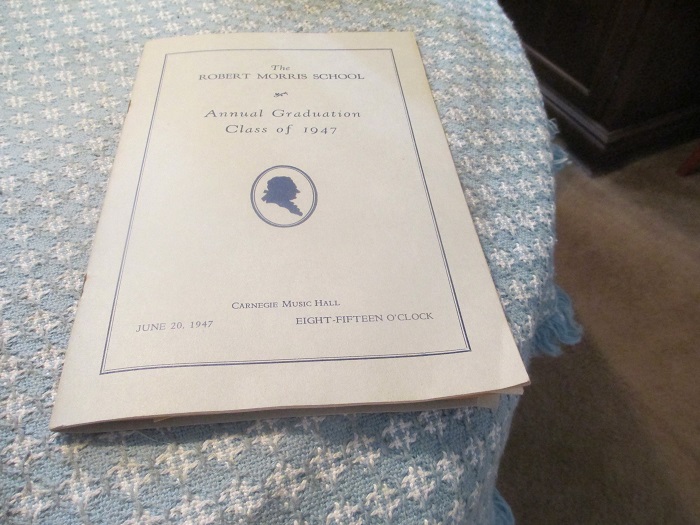 The
ROBERT MORRIS SCHOOL
Annual Graduation
Class of 1947
CARNEGIE MUSIC HALL
JUNE 20, 1947 EIGHT-FIFTEEN O'CLOCK